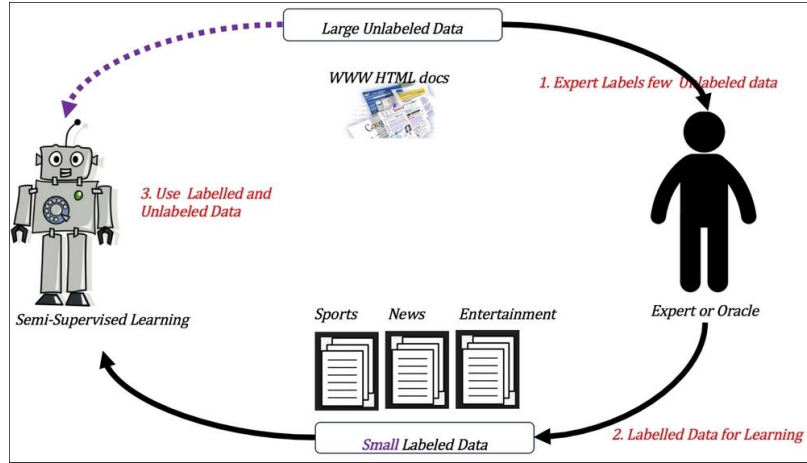 Large Unlabeled Data
WWW HTML docs
1. Expert Labels few Unlabeled data
3. Use Labelled and
Unlabeled Data
Semi-Supervised Learning
Sports
News
Entertainment
Expert or Oracle
2. Labelled Data for Learning
Small Labeled Data